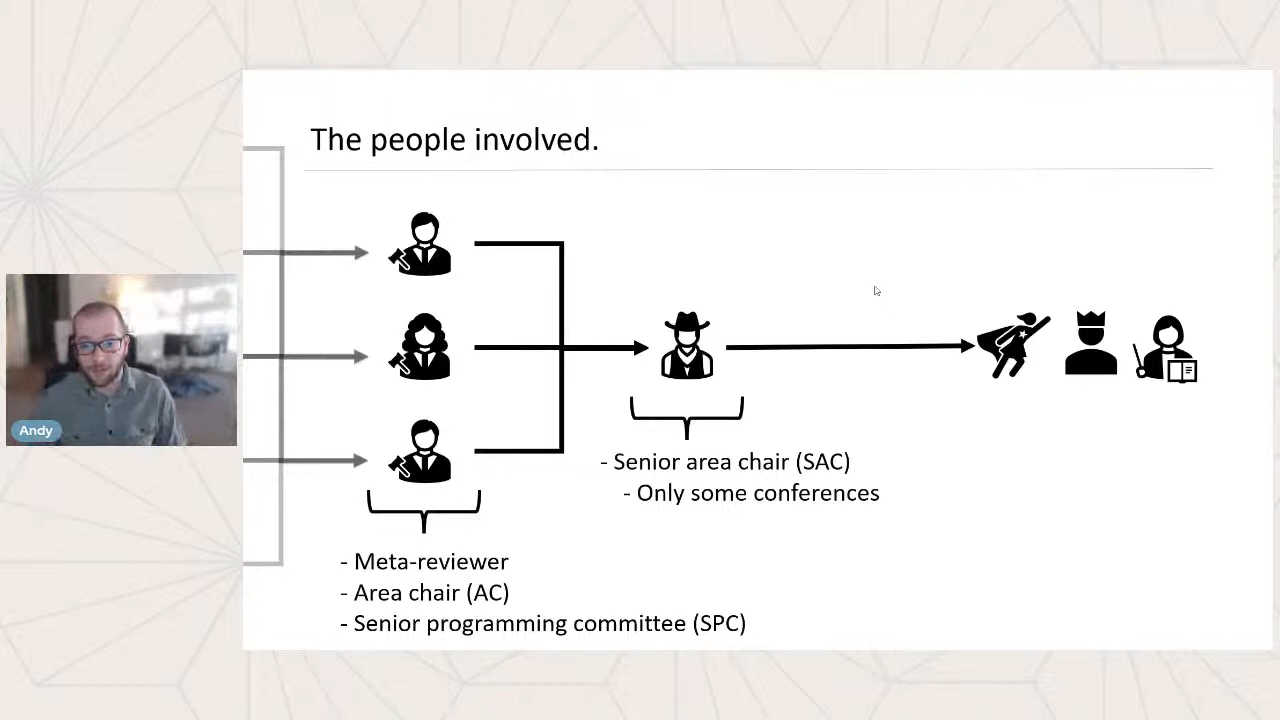 The people involved.
Andy
- Senior area chair (SAC)
- Only some conferences
- Meta-reviewer
- Area chair (AC)
- Senior programming committee (SPC)